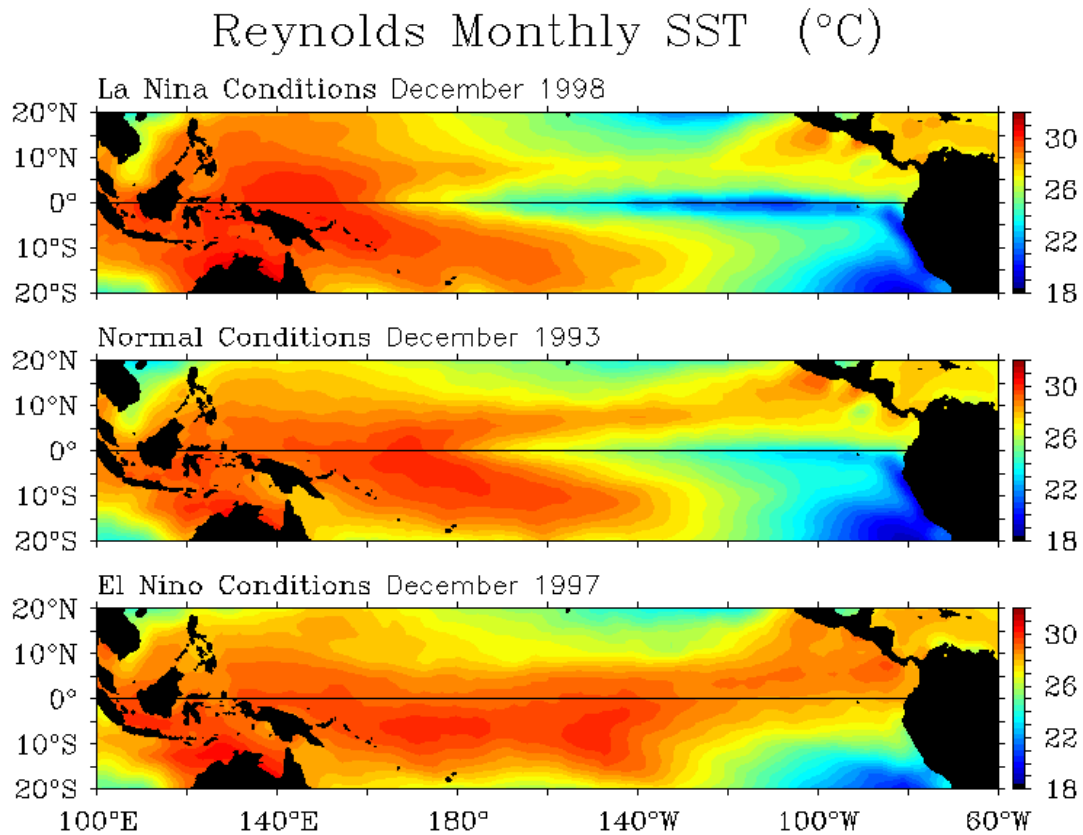 Reynolds Monthly SST (°C)
La Nina Conditions December 1998
20°N
10°N
0°
10°S
20°S
30
26
22
18
Normal Conditions December 1993
20°N
10°N
0°
10°S
20°S
30
26
22
18
El Nino Conditions December 1997
20°N
10°N
0°
10°S
20°S
30
26
22
18
100°E 140°E 180° 140°W 100°W 60°W